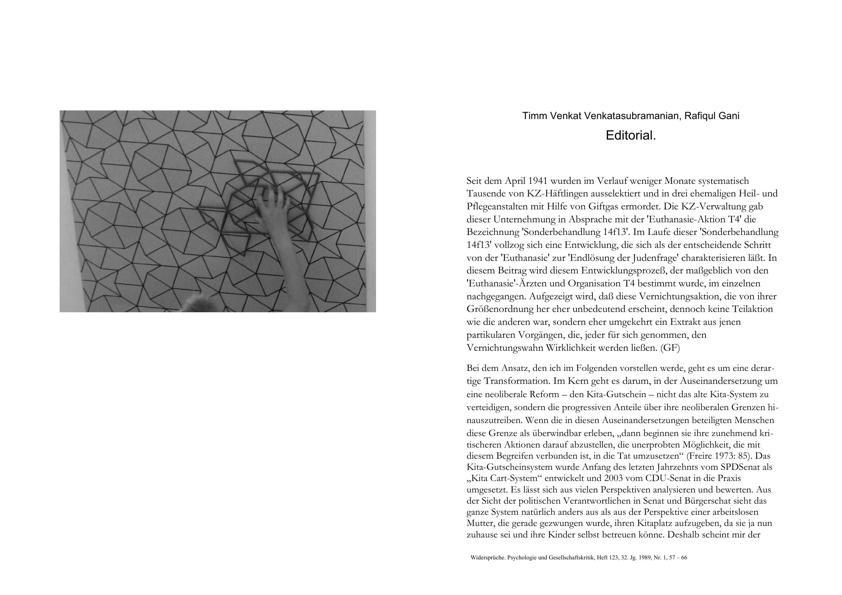 Timm Venkat Venkatasubramanian, Rafiqul Gani
Editorial.
Seit dem April 1941 wurden im Verlauf weniger Monate systematisch
Tausende von KZ-Häftlingen ausselektiert und in drei ehemaligen Heil- und
Pflegeanstalten mit Hilfe von Giftgas ermordet. Die KZ-Verwaltung gab
dieser Unternehmung in Absprache mit der 'Euthanasie-Aktion T4' die
Bezeichnung 'Sonderbehandlung 14f13'. Im Laufe dieser 'Sonderbehandlung
14f13' vollzog sich eine Entwicklung, die sich als der entscheidende Schritt
von der 'Euthanasie' zur 'Endlösung der Judenfrage' charakterisieren läßt. In
diesem Beitrag wird diesem Entwicklungsprozeß, der maßgeblich von den
'Euthanasie'-Ärzten und Organisation T4 bestimmt wurde, im einzelnen
nachgegangen. Aufgezeigt wird, daß diese Vernichtungsaktion, die von ihrer
Größenordnung her eher unbedeutend erscheint, dennoch keine Teilaktion
wie die anderen war, sondern eher umgekehrt ein Extrakt aus jenen
partikularen Vorgängen, die, jeder für sich genommen, den
Vernichtungswahn Wirklichkeit werden ließen. (GF)
Bei dem Ansatz, den ich im Folgenden vorstellen werde, geht es um eine derar-
tige Transformation. Im Kern geht es darum, in der Auseinandersetzung um
eine neoliberale Reform – den Kita-Gutschein – nicht das alte Kita-System zu
verteidigen, sondern die progressiven Anteile über ihre neoliberalen Grenzen hi-
nauszutreiben. Wenn die in diesen Auseinandersetzungen beteiligten Menschen
diese Grenze als überwindbar erleben, „dann beginnen sie ihre zunehmend kri-
tischeren Aktionen darauf abzustellen, die unerprobten Möglichkeit, die mit
diesem Begreifen verbunden ist, in die Tat umzusetzen“ (Freire 1973: 85). Das
Kita-Gutscheinsystem wurde Anfang des letzten Jahrzehnts vom SPDSenat als
„Kita Cart-System“ entwickelt und 2003 vom CDU-Senat in die Praxis
umgesetzt. Es lässt sich aus vielen Perspektiven analysieren und bewerten. Aus
der Sicht der politischen Verantwortlichen in Senat und Bürgerschat sieht das
ganze System natürlich anders aus als aus der Perspektive einer arbeitslosen
Mutter, die gerade gezwungen wurde, ihren Kitaplatz aufzugeben, da sie ja nun
zuhause sei und ihre Kinder selbst betreuen könne. Deshalb scheint mir der
Widersprüche. Psychologie und Gesellschaftskritik, Heft 123, 32. Jg. 1989, Nr. 1, 57 – 66